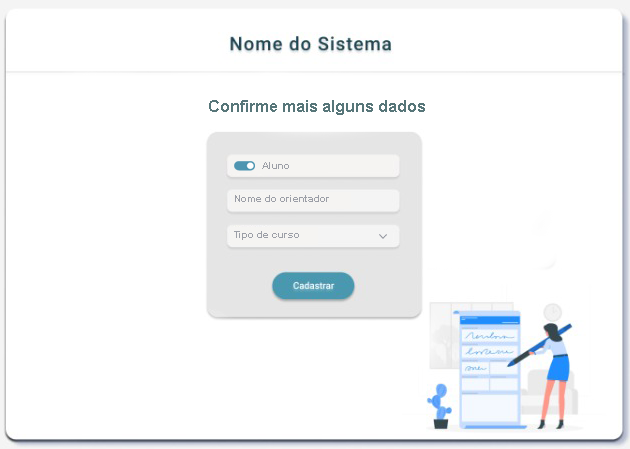 Nome do Sistema
Confirme mais alguns dados
Aluno
Nome do orientador
Tipo de curso
Cadastrar